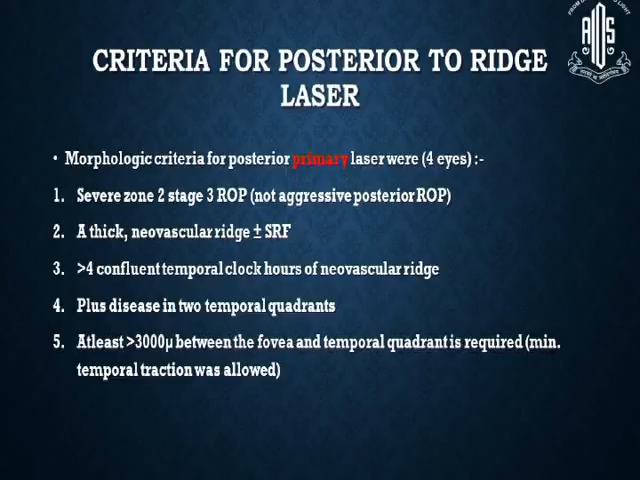 CRITERIA FOR POSTERIOR TO RIDGE
LASER
• Morphologic criteria for posterior primary laser were (4 eyes) :-
1. Severe zone 2 stage 3 ROP (not aggressive posterior ROP)
2. A thick, neovascular ridge ± SRF
3. >4 confluent temporal clock hours of neovascular ridge
4. Plus disease in two temporal quadrants
5. Atleast >3000µ between the fovea and temporal quadrant is required (min.
temporal traction was allowed)